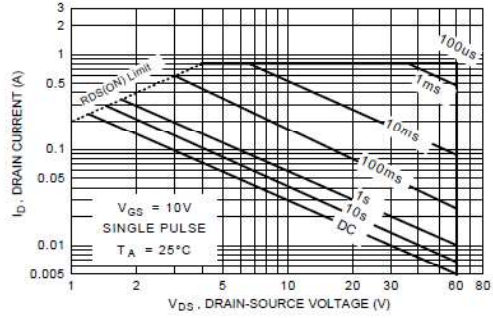 3
2
1
0.5
0.1
0.05
0.01
0.005
ID, DRAIN CURRENT (A)
RDS(ON) Limit
100us
1ms
10ms
100ms
1s
10s
DC
VGS = 10V
SINGLE PULSE
TA = 25°C
1 2 5 10 20 30 60 80
VDS, DRAIN-SOURCE VOLTAGE (V)